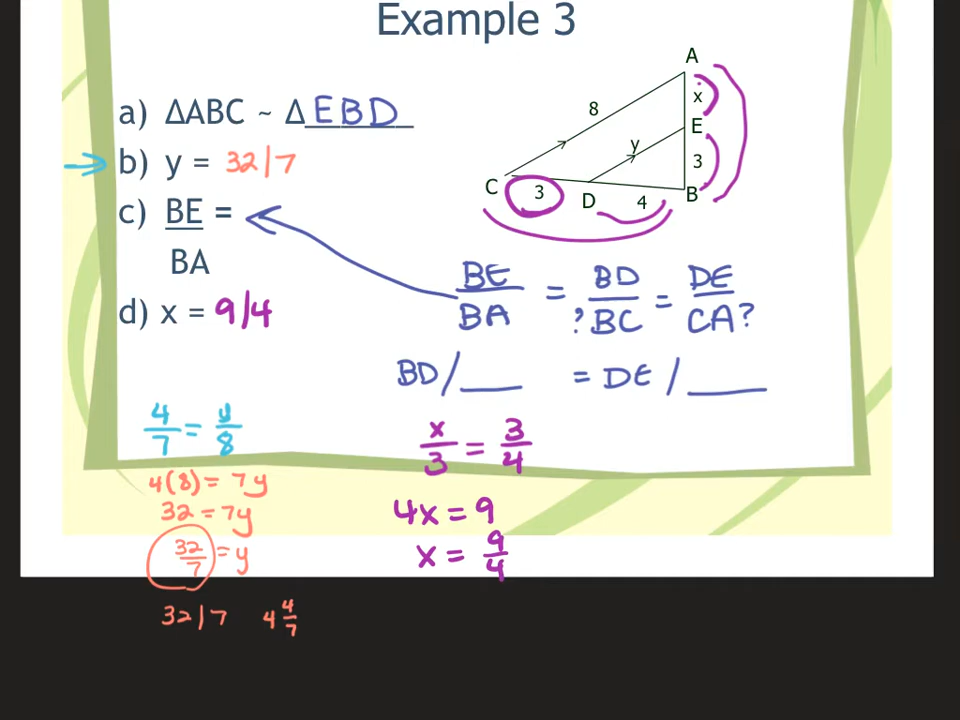 Example 3
a) ΔABC ~ ΔEBD
b) y = 32/7
c) BE =
BA
d) x = 9/4
A
x
8
E
y
3
C
3
D
4
B
BE/BA = BD/BC = DE/CA
? ?
BD/___ = DE/___
4/7 = y/8
4(8) = 7y
32 = 7y
32/7 = y
32/7 4 4/7
x/3 = 3/4
4x = 9
x = 9/4